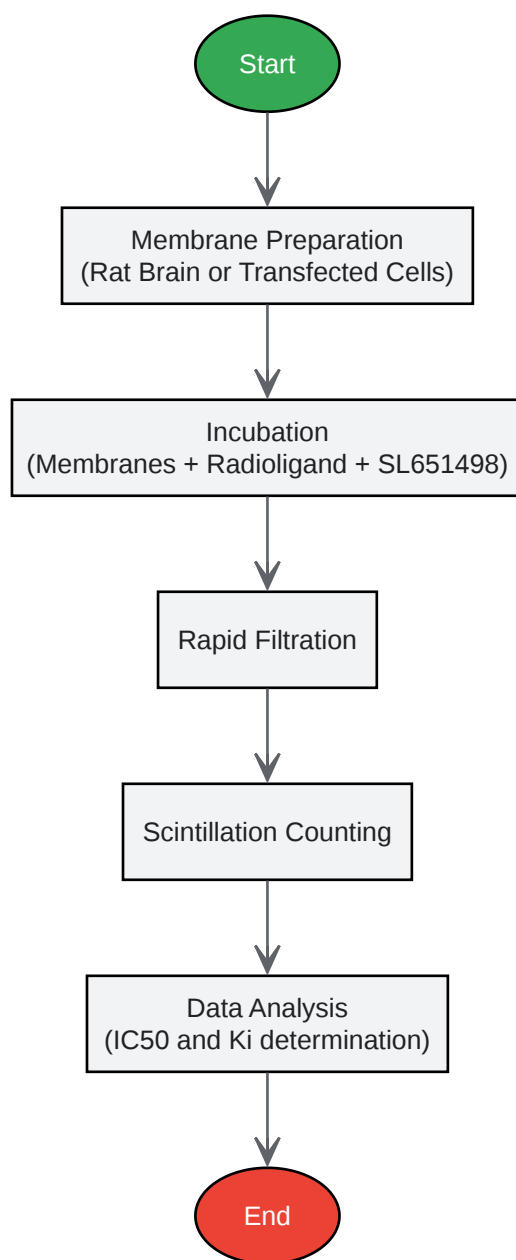 Start
Membrane Preparation
(Rat Brain or Transfected Cells)
Incubation
(Membranes + Radioligand + SL651498)
Rapid Filtration
Scintillation Counting
Data Analysis
(IC50 and Ki determination)
End